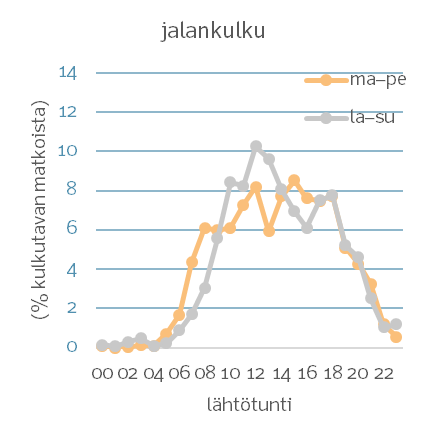 jalankulku
ma–pe
la–su
(% kulkutavan matkoista)
14
12
10
8
6
4
2
0
00 02 04 06 08 10 12 14 16 18 20 22
lähtötunti